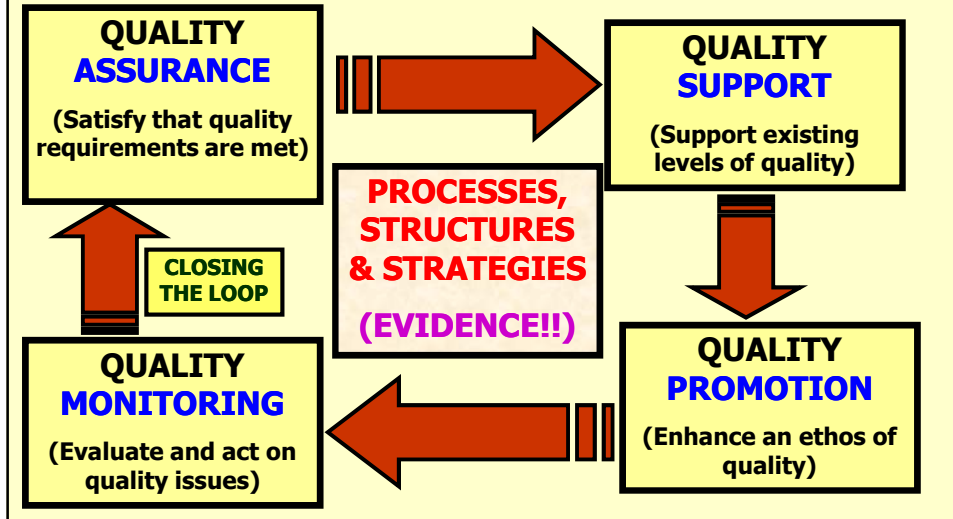 QUALITY
ASSURANCE
(Satisfy that quality
requirements are met)
QUALITY
SUPPORT
(Support existing
levels of quality)
PROCESSES,
STRUCTURES
& STRATEGIES
(EVIDENCE!!)
CLOSING
THE LOOP
QUALITY
MONITORING
(Evaluate and act on
quality issues)
QUALITY
PROMOTION
(Enhance an ethos of
quality)